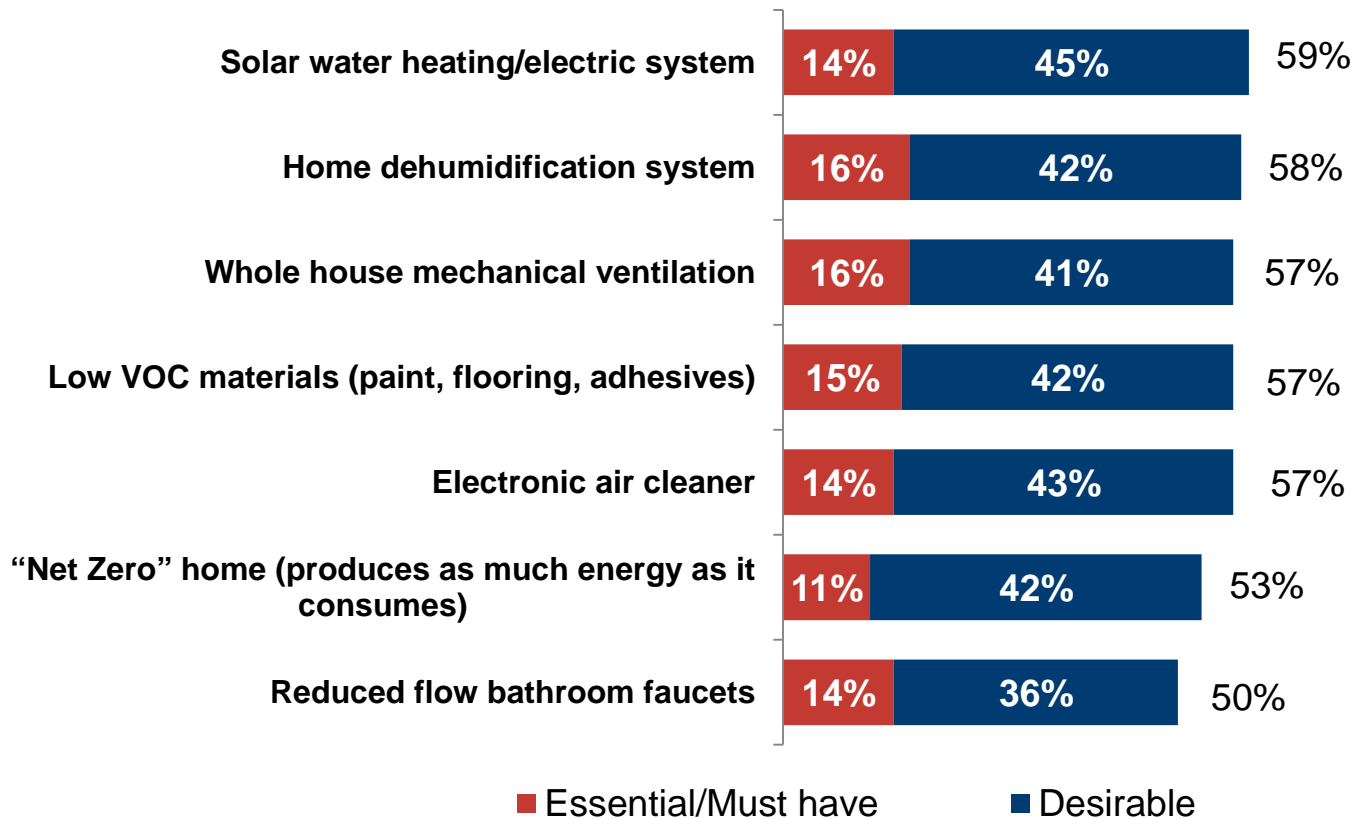 Solar water heating/electric system 14% 45% 59%
Home dehumidification system 16% 42% 58%
Whole house mechanical ventilation 16% 41% 57%
Low VOC materials (paint, flooring, adhesives) 15% 42% 57%
Electronic air cleaner 14% 43% 57%
“Net Zero” home (produces as much energy as it
consumes) 11% 42% 53%
Reduced flow bathroom faucets 14% 36% 50%
Essential/Must have Desirable